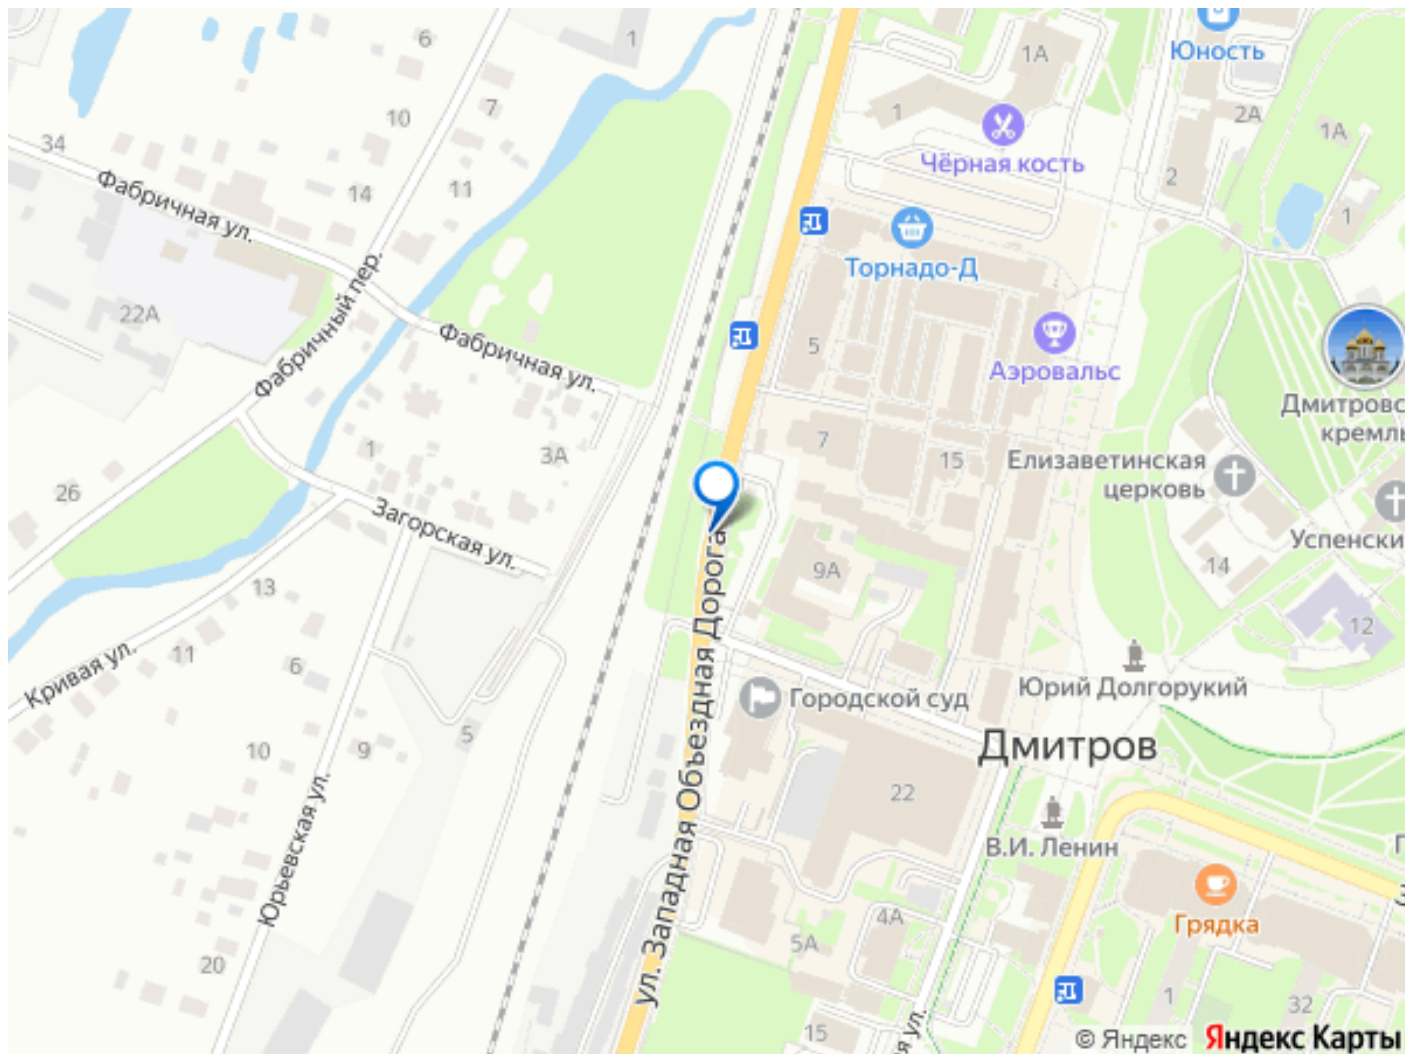 6
1
1А
Юность
7
10
34
1
Чёрная кость
2А
1А
Фабричная ул.
14
11
2
1
Торнадо-Д
22А
Фабричный пер.
Фабричная ул.
5
Аэровальс
Дмитровс
кремль
1
3А
7
15
Елизаветинская
церковь
26
Загорская ул.
Успенски
9А
14
13
12
Кривая ул.
11
6
ул. Западная Объездная Дорога
Юрий Долгорукий
Городской суд
5
10
9
Дмитров
22
Юрьевская ул.
В.И. Ленин
Грядка
4А
5А
20
1
32
15
ая ул.
© Яндекс Яндекс Карты